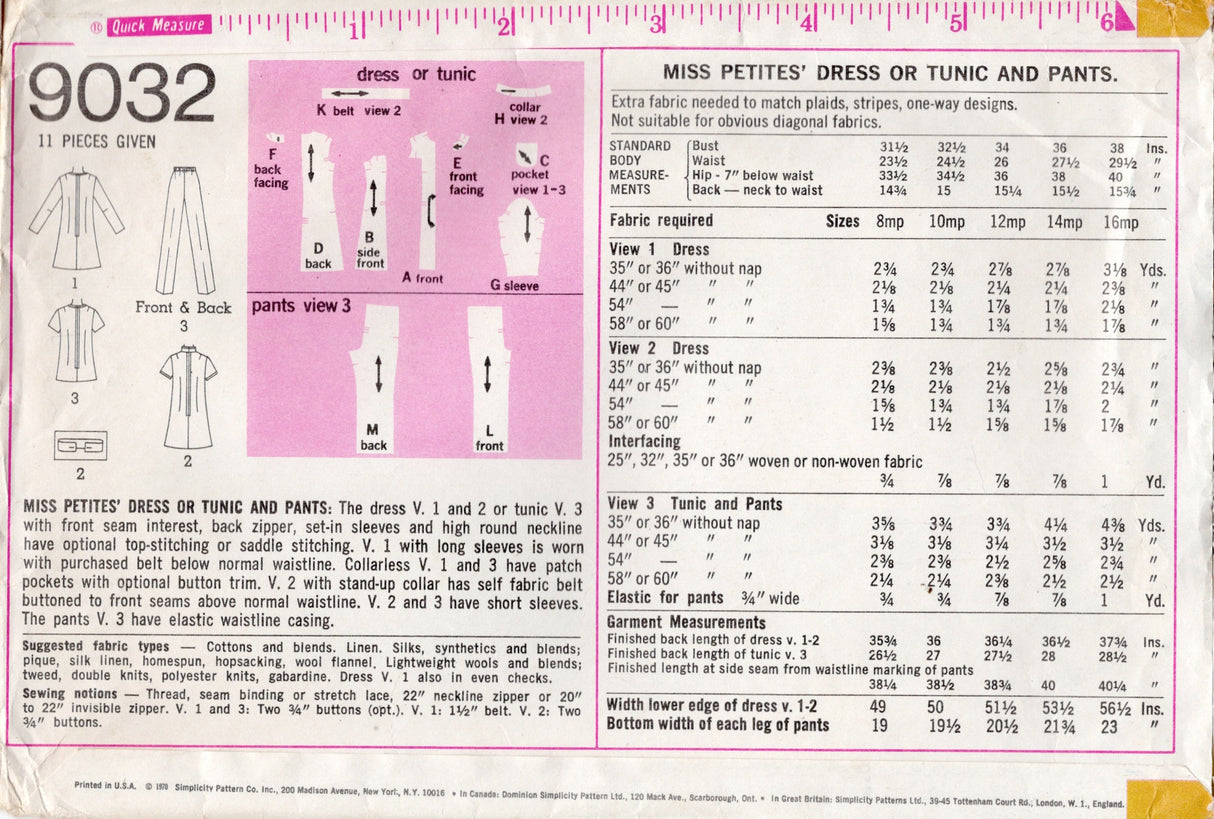 Quick Measure 1 2 3 4 5 6
9032
11 PIECES GIVEN
1
Front & Back
3
3
2
2
dress or tunic
K belt view 2
collar
H view 2
F
back
facing
E
front
facing
C
pocket
view 1-3
D
back
B
side
front
A front
G sleeve
pants view 3
M
back
L
front
MISS PETITES' DRESS OR TUNIC AND PANTS: The dress V. 1 and 2 or tunic V. 3
with front seam interest, back zipper, set-in sleeves and high round neckline
have optional top-stitching or saddle stitching. V. 1 with long sleeves is worn
with purchased belt below normal waistline. Collarless V. 1 and 3 have patch
pockets with optional button trim. V. 2 with stand-up collar has self fabric belt
buttoned to front seams above normal waistline. V. 2 and 3 have short sleeves.
The pants V. 3 have elastic waistline casing.
Suggested fabric types — Cottons and blends. Linen. Silks, synthetics and blends;
pique, silk linen, homespun, hopsacking, wool flannel. Lightweight wools and blends;
tweed, double knits, polyester knits, gabardine. Dress V. 1 also in even checks.
Sewing notions — Thread, seam binding or stretch lace, 22" neckline zipper or 20"
to 22" invisible zipper. V. 1 and 3: Two ¾" buttons (opt.). V. 1: 1½" belt. V. 2: Two
¾" buttons.
MISS PETITES' DRESS OR TUNIC AND PANTS.
Extra fabric needed to match plaids, stripes, one-way designs.
Not suitable for obvious diagonal fabrics.
STANDARD Bust 31½ 32½ 34 36 38 Ins.
BODY Waist 23½ 24½ 26 27½ 29½ "
MEASURE- Hip - 7" below waist 33½ 34½ 36 38 40 "
MENTS Back — neck to waist 14¾ 15 15¼ 15½ 15¾ "
Fabric required Sizes 8mp 10mp 12mp 14mp 16mp
View 1 Dress
35" or 36" without nap 2¾ 2¾ 2⅞ 2⅞ 3⅛ Yds.
44" or 45" " " 2⅛ 2⅛ 2¼ 2¼ 2⅜ "
54" — " " 1¾ 1¾ 1⅞ 1⅞ 2⅛ "
58" or 60" " " 1⅝ 1¾ 1¾ 1¾ 1⅞ "
View 2 Dress
35" or 36" without nap 2⅜ 2⅜ 2½ 2⅝ 2¾ "
44" or 45" " " 2⅛ 2⅛ 2⅛ 2⅛ 2¼ "
54" — " " 1⅝ 1¾ 1¾ 1⅞ 2 "
58" or 60" " " 1½ 1½ 1⅝ 1⅝ 1⅞ "
Interfacing
25", 32", 35" or 36" woven or non-woven fabric
¾ ⅞ ⅞ ⅞ 1 Yd.
View 3 Tunic and Pants
35" or 36" without nap 3⅝ 3¾ 3¾ 4¼ 4⅜ Yds.
44" or 45" " " 3⅛ 3⅛ 3¼ 3½ 3½ "
54" — " " 2⅜ 2⅜ 2½ 2⅝ 2¾ "
58" or 60" " " 2¼ 2¼ 2⅜ 2½ 2½ "
Elastic for pants ¾" wide ¾ ¾ ⅞ ⅞ 1 Yd.
Garment Measurements
Finished back length of dress v. 1-2 35¾ 36 36¼ 36½ 37¾ Ins.
Finished back length of tunic v. 3 26½ 27 27½ 28 28½ "
Finished length at side seam from waistline marking of pants
38¼ 38½ 38¾ 40 40¼ "
Width lower edge of dress v. 1-2 49 50 51½ 53½ 56½ Ins.
Bottom width of each leg of pants 19 19½ 20½ 21¾ 23 "
Printed in U.S.A. © 1970 Simplicity Pattern Co. Inc., 200 Madison Avenue, New York, N.Y. 10016 • In Canada: Dominion Simplicity Pattern Ltd., 120 Mack Ave., Scarborough, Ont. • In Great Britain: Simplicity Patterns Ltd., 39-45 Tottenham Court Rd., London, W. 1., England.